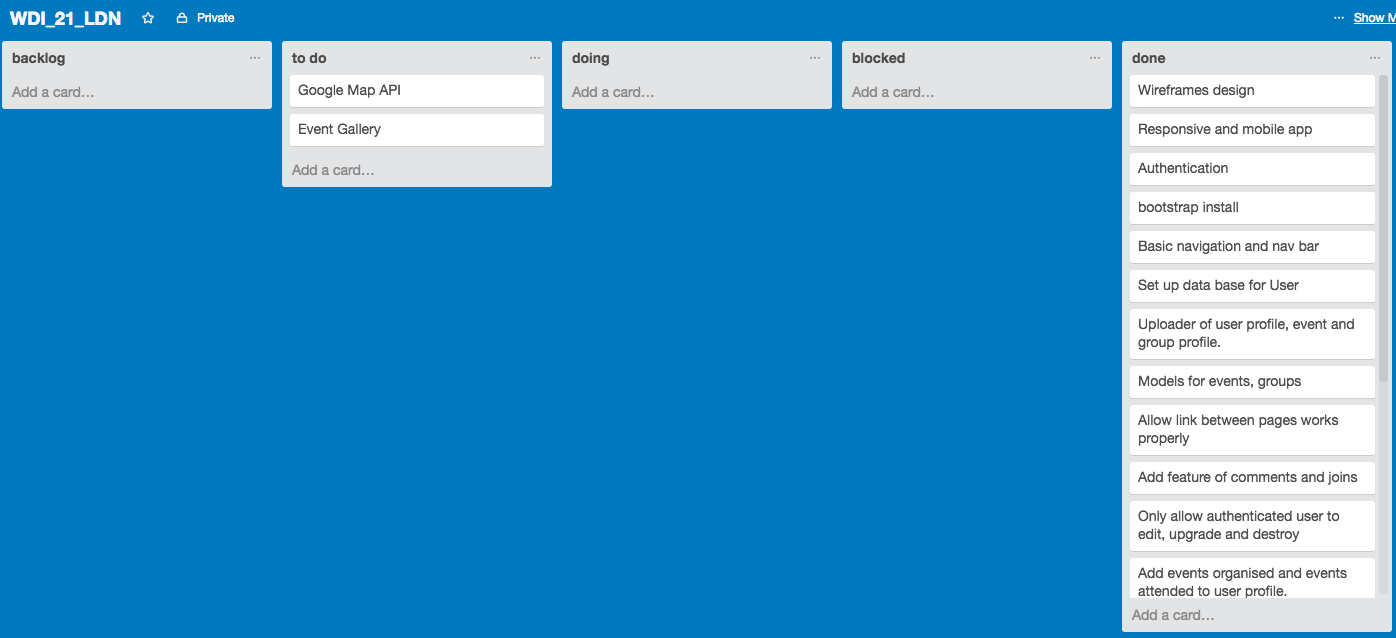 WDI_21_LDN Private ... Show M
backlog ...
Add a card…
to do ...
Google Map API
Event Gallery
Add a card…
doing ...
Add a card…
blocked ...
Add a card…
done ...
Wireframes design
Responsive and mobile app
Authentication
bootstrap install
Basic navigation and nav bar
Set up data base for User
Uploader of user profile, event and
group profile.
Models for events, groups
Allow link between pages works
properly
Add feature of comments and joins
Only allow authenticated user to
edit, upgrade and destroy
Add events organised and events
attended to user profile.
Add a card…